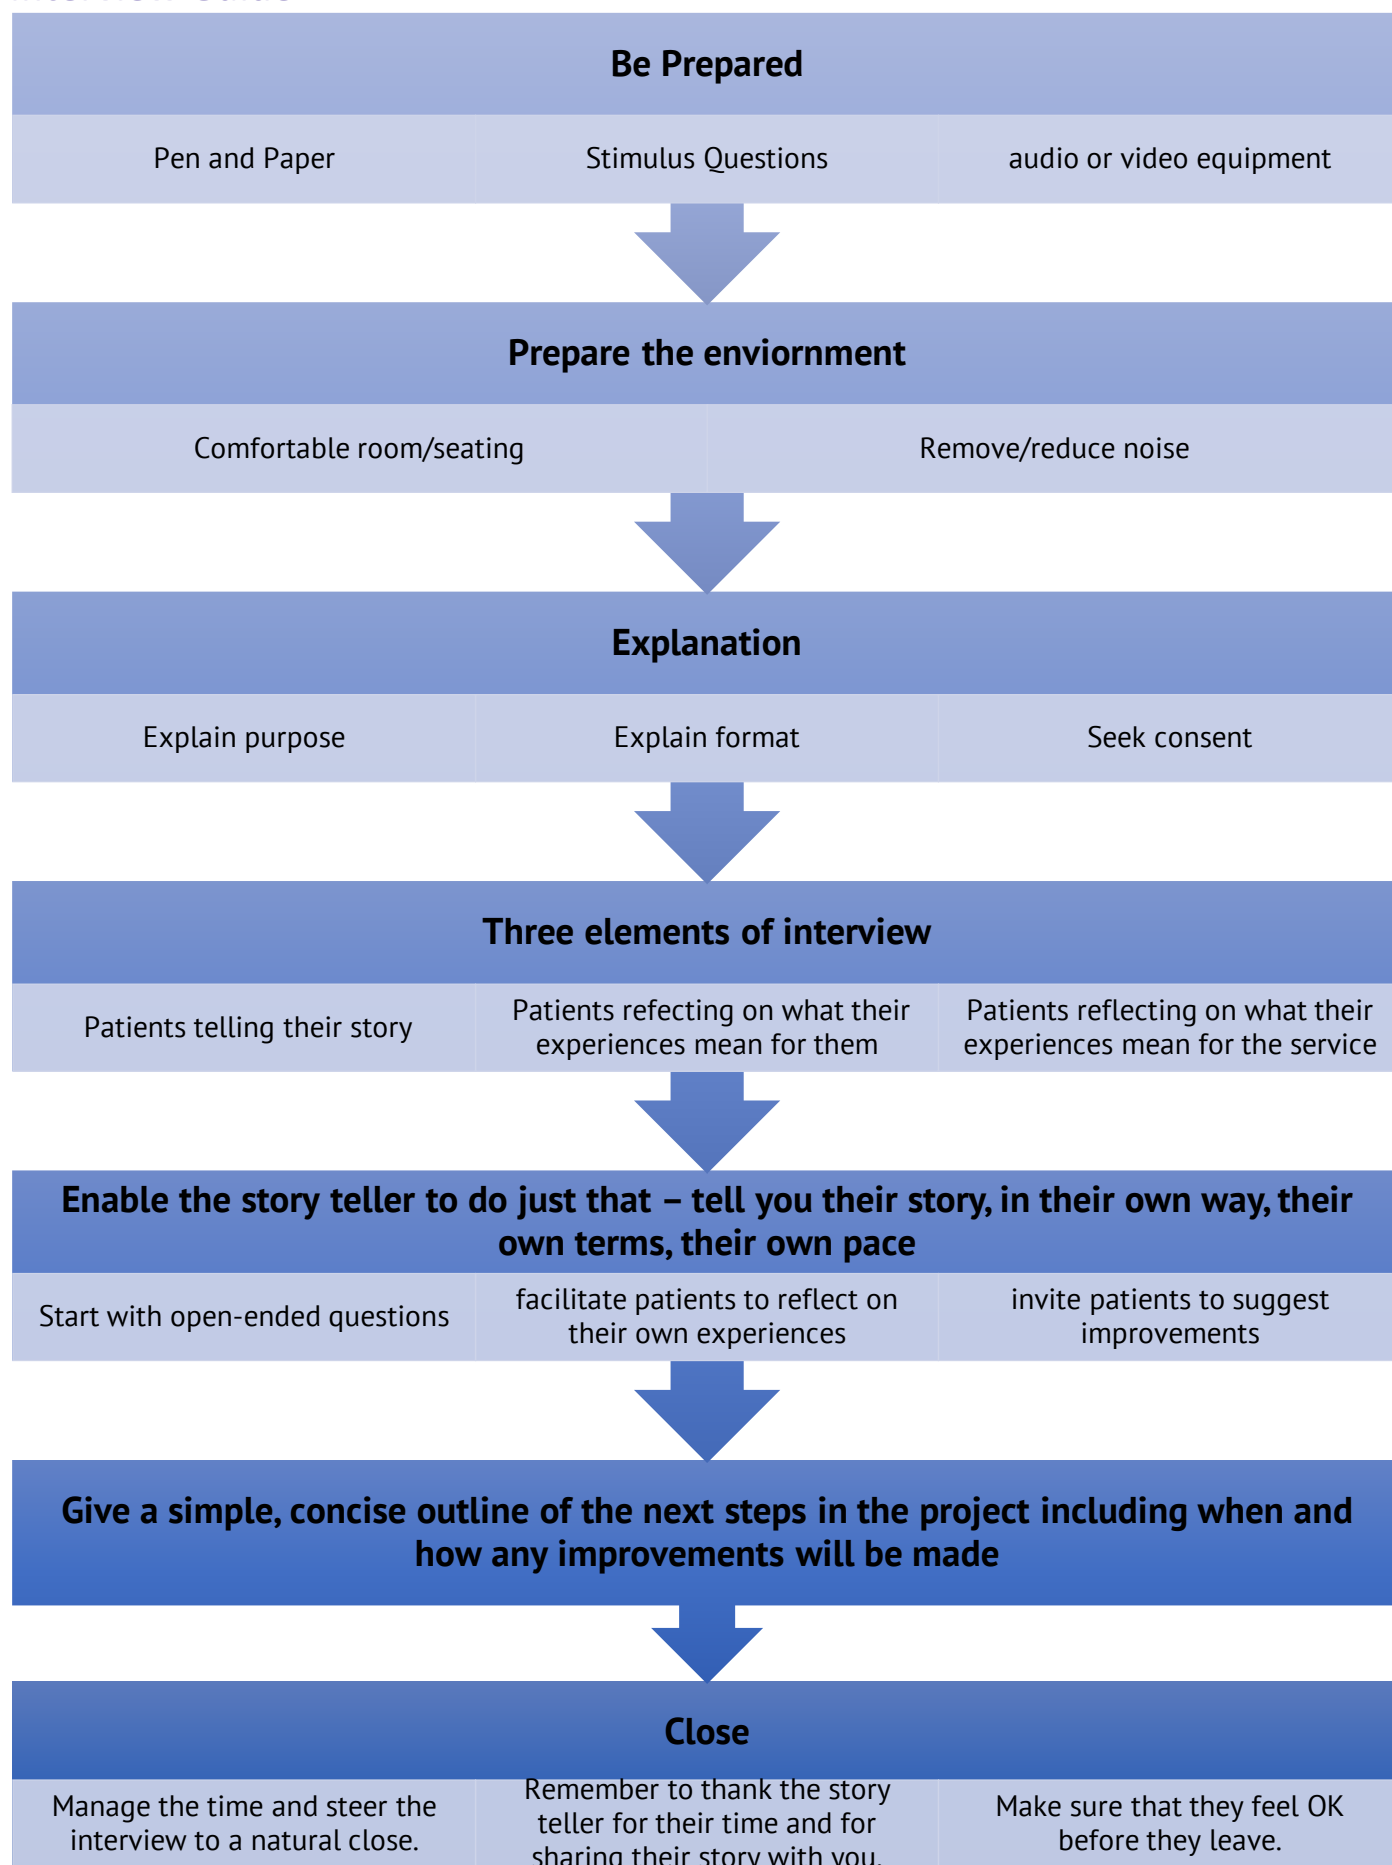 Be Prepared
Pen and Paper
Stimulus Questions
audio or video equipment
Prepare the enviornment
Comfortable room/seating
Remove/reduce noise
Explanation
Explain purpose
Explain format
Seek consent
Three elements of interview
Patients telling their story
Patients refecting on what their
experiences mean for them
Patients reflecting on what their
experiences mean for the service
Enable the story teller to do just that – tell you their story, in their own way, their
own terms, their own pace
Start with open-ended questions
facilitate patients to reflect on
their own experiences
invite patients to suggest
improvements
Give a simple, concise outline of the next steps in the project including when and
how any improvements will be made
Close
Manage the time and steer the
interview to a natural close.
Remember to thank the story
teller for their time and for
sharing their story with you.
Make sure that they feel OK
before they leave.